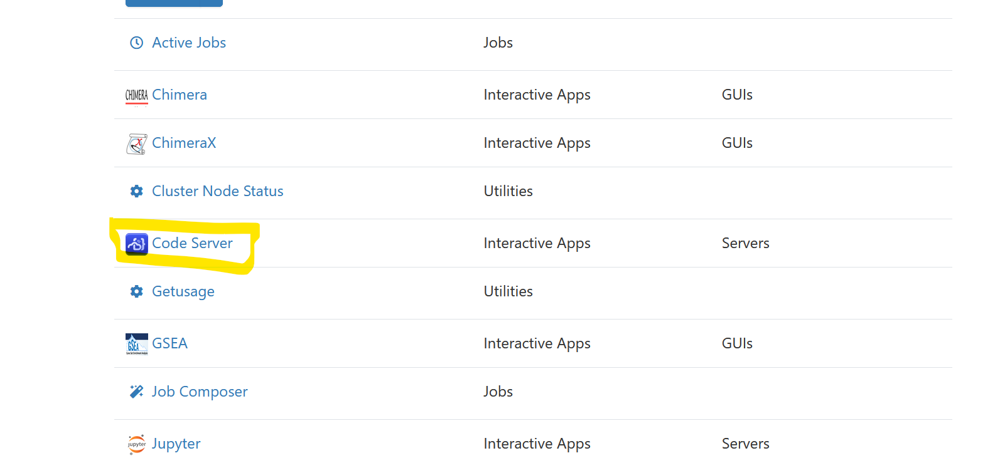 Active Jobs Jobs
CHIMERA Chimera Interactive Apps GUIs
X ChimeraX Interactive Apps GUIs
Cluster Node Status Utilities
Code Server Interactive Apps Servers
Getusage Utilities
GSEA GSEA Interactive Apps GUIs
Job Composer Jobs
jupyter Jupyter Interactive Apps Servers